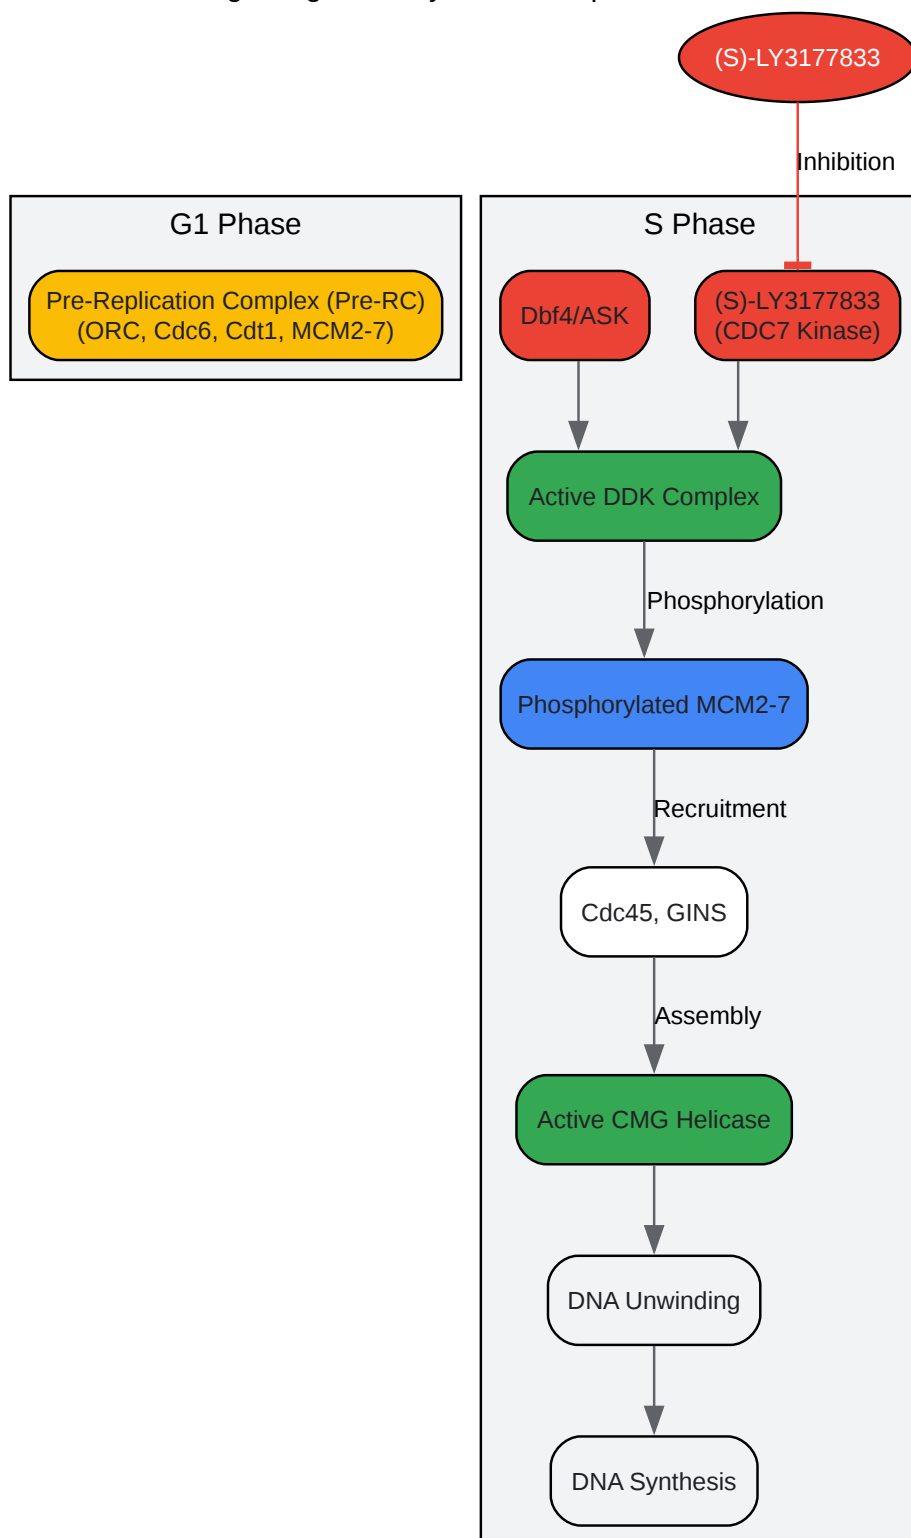 (S)-LY3177833
Inhibition
G1 Phase
Pre-Replication Complex (Pre-RC)
(ORC, Cdc6, Cdt1, MCM2-7)
S Phase
Dbf4/ASK
(S)-LY3177833
(CDC7 Kinase)
Active DDK Complex
Phosphorylation
Phosphorylated MCM2-7
Recruitment
Cdc45, GINS
Assembly
Active CMG Helicase
DNA Unwinding
DNA Synthesis